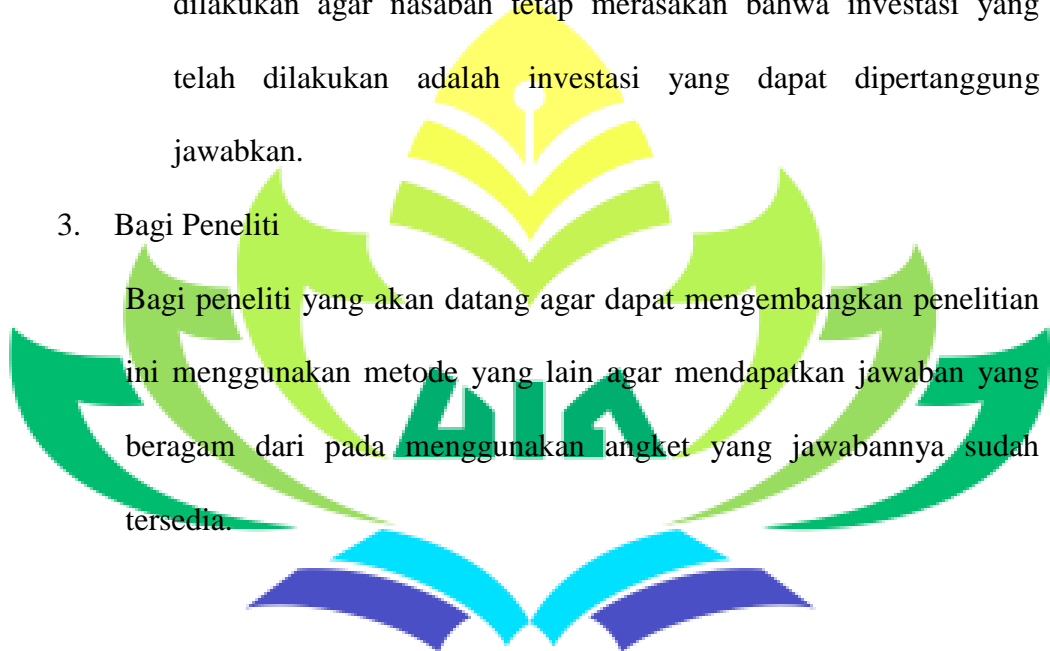 dilakukan agar nasabah tetap merasakan bahwa investasi yang
telah dilakukan adalah investasi yang dapat dipertanggung
jawabkan.
3. Bagi Peneliti
Bagi peneliti yang akan datang agar dapat mengembangkan penelitian
ini menggunakan metode yang lain agar mendapatkan jawaban yang
beragam dari pada menggunakan angket yang jawabannya sudah
tersedia.